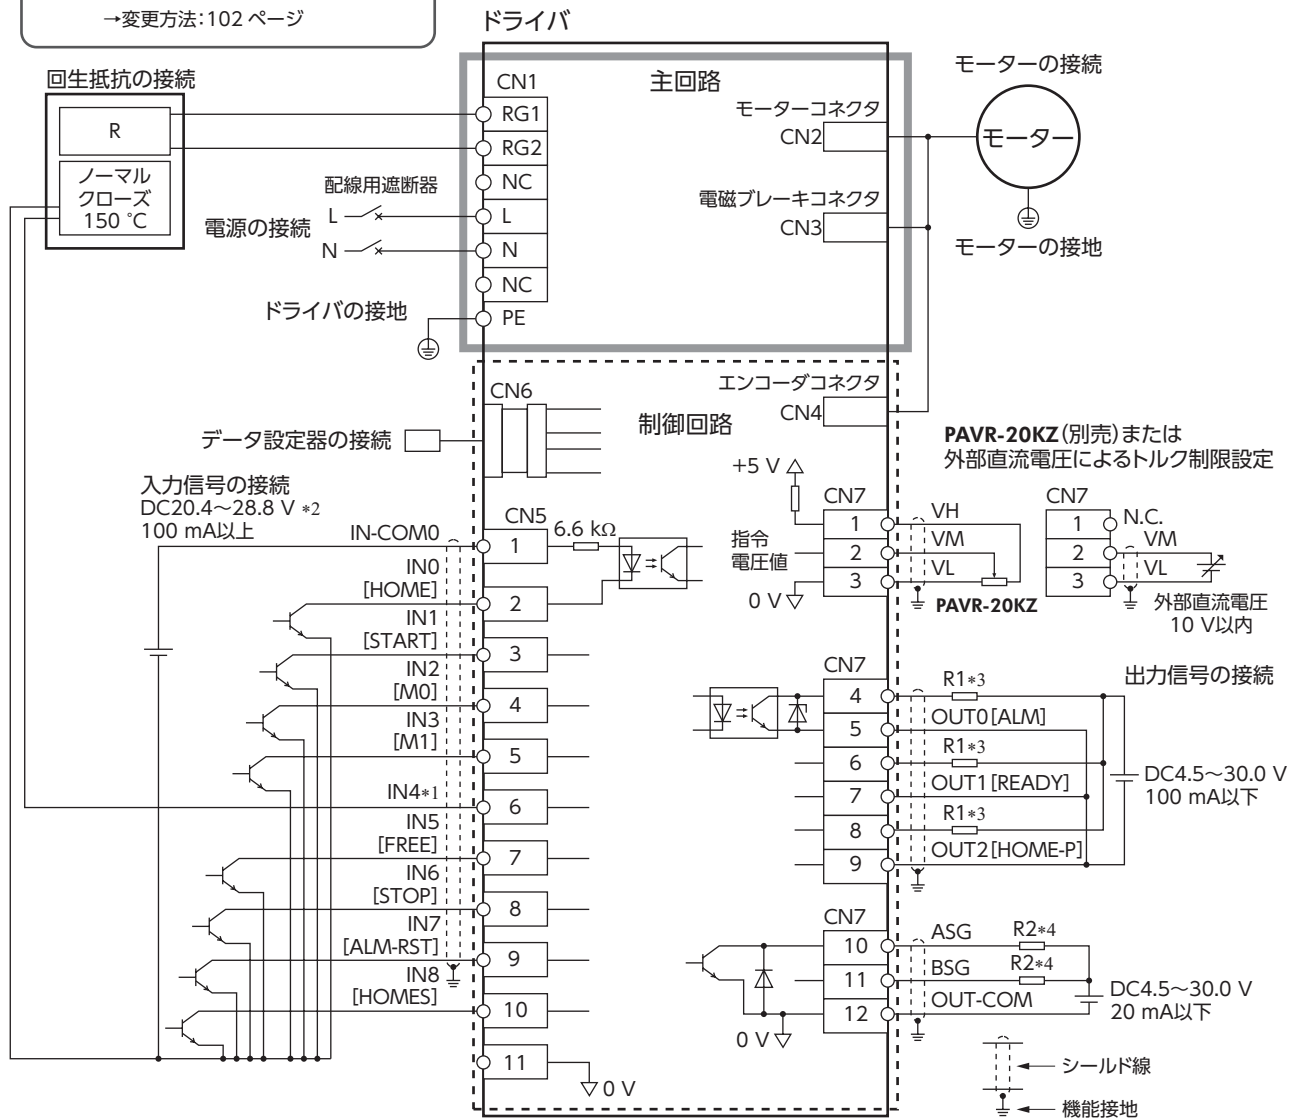 →変更方法：102 ページ
ドライバ
回生抵抗の接続
R
ノーマル
クローズ
150 ˚C
配線用遮断器
電源の接続
L
N
ドライバの接地
CN1
RG1
RG2
NC
L
N
NC
PE
主回路
モーターコネクタ
CN2
電磁ブレーキコネクタ
CN3
モーターの接続
モーター
モーターの接地
エンコーダコネクタ
CN4
CN6
制御回路
データ設定器の接続
入力信号の接続
DC20.4～28.8 V *2
100 mA以上
CN5
6.6 kΩ
IN-COM0
1
IN0
[HOME]
2
IN1
[START]
3
IN2
[M0]
4
IN3
[M1]
5
IN4*1
6
IN5
[FREE]
7
IN6
[STOP]
8
IN7
[ALM-RST]
9
IN8
[HOMES]
10
11
0 V
PAVR-20KZ（別売）または
外部直流電圧によるトルク制限設定
+5 V
指令
電圧値
0 V
CN7
1
2
3
VH
VM
VL
PAVR-20KZ
CN7
1
2
3
N.C.
VM
VL
外部直流電圧
10 V以内
出力信号の接続
CN7
4
5
6
7
8
9
R1*3
OUT0[ALM]
R1*3
OUT1[READY]
R1*3
OUT2[HOME-P]
DC4.5～30.0 V
100 mA以下
CN7
10
11
12
0 V
ASG
R2*4
BSG
R2*4
OUT-COM
DC4.5～30.0 V
20 mA以下
シールド線
機能接地